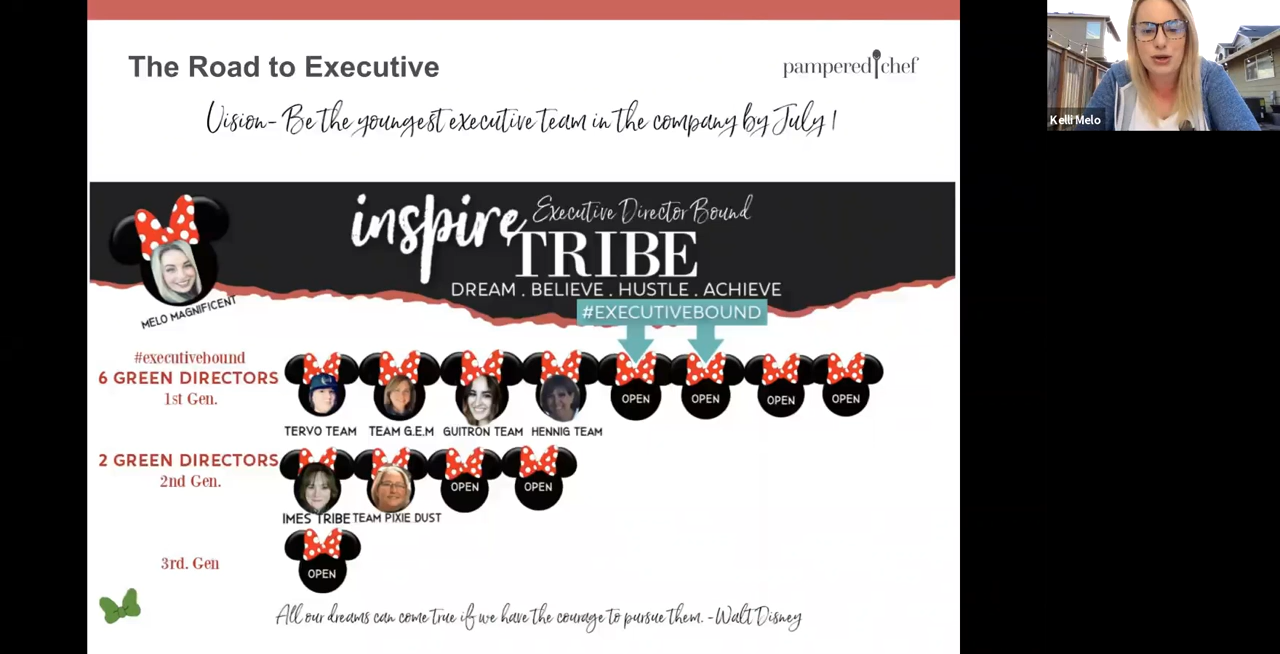 The Road to Executive
pampered chef
Kelli Melo
Vision- Be the youngest executive team in the company by July 1
inspire Executive Director Bound
TRIBE
DREAM . BELIEVE . HUSTLE . ACHIEVE
MELO MAGNIFICENT
#EXECUTIVEBOUND
#executivebound
6 GREEN DIRECTORS
1st Gen.
OPEN OPEN OPEN OPEN
TERVO TEAM TEAM G.E.M GUITRON TEAM HENNIG TEAM
2 GREEN DIRECTORS
2nd Gen.
OPEN OPEN
IMES TRIBE TEAM PIXIE DUST
3rd. Gen
OPEN
All our dreams can come true if we have the courage to pursue them. -Walt Disney